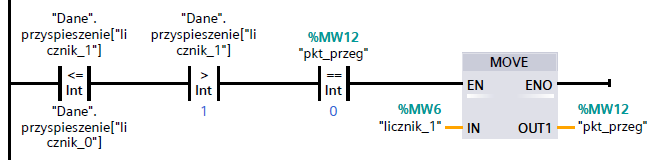 "Dane".
przyspieszenie["li
cznik_1"]
<=
Int
"Dane".
przyspieszenie["li
cznik_0"]
"Dane".
przyspieszenie["li
cznik_1"]
>
Int
1
%MW12
"pkt_przeg"
==
Int
0
MOVE
EN ENO
%MW6
"licznik_1"
IN OUT1
%MW12
"pkt_przeg"